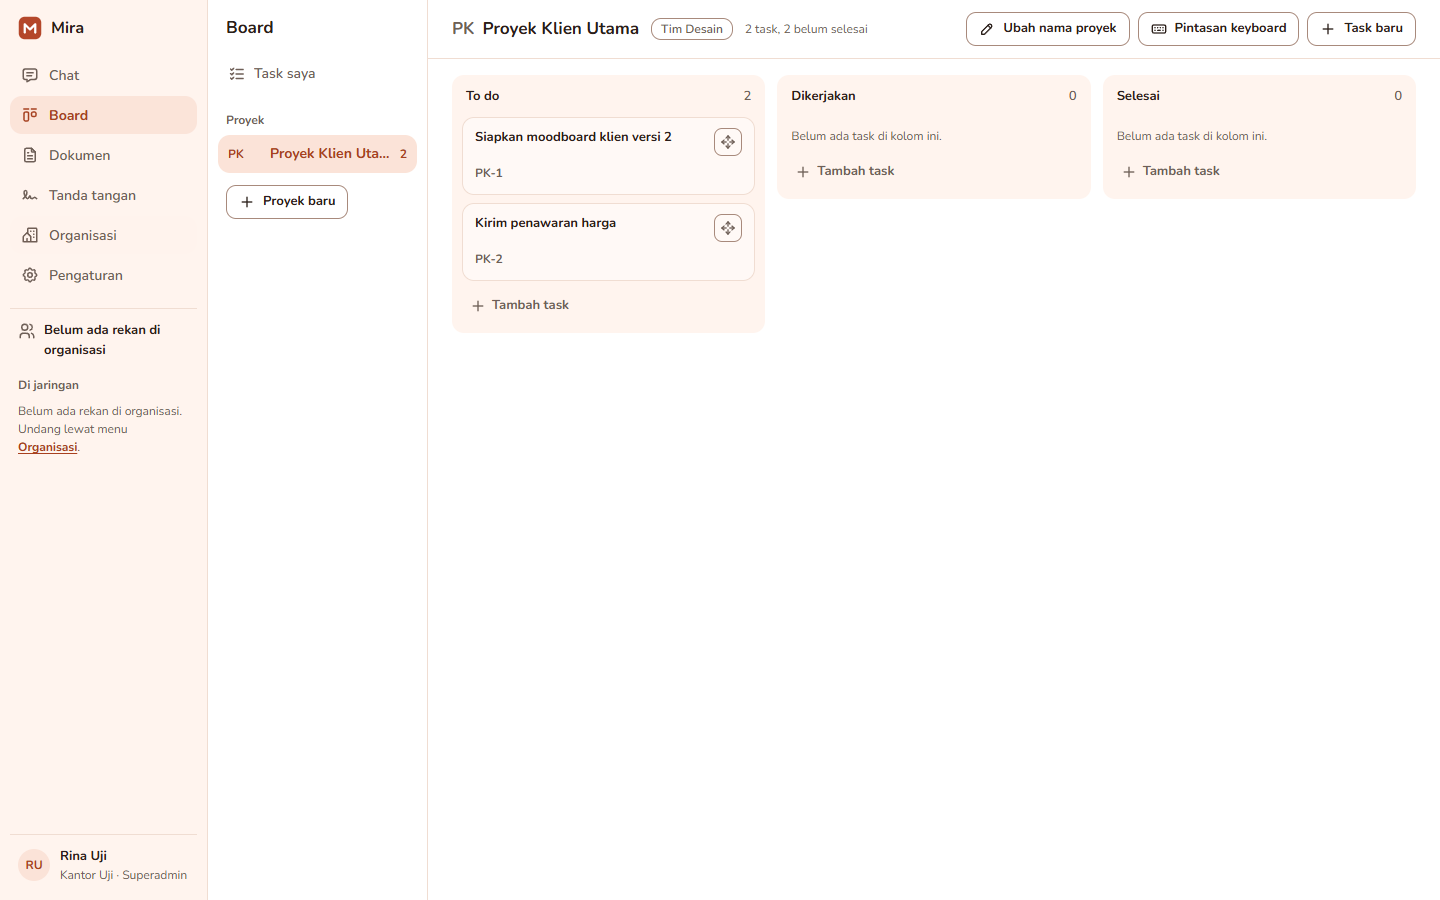 Mira
Chat
Board
Dokumen
Tanda tangan
Organisasi
Pengaturan
Belum ada rekan di
organisasi
Di jaringan
Belum ada rekan di organisasi.
Undang lewat menu
Organisasi.
RU
Rina Uji
Kantor Uji · Superadmin
Board
Task saya
Proyek
PK Proyek Klien Uta... 2
Proyek baru
PK Proyek Klien Utama Tim Desain 2 task, 2 belum selesai
Ubah nama proyek
Pintasan keyboard
Task baru
To do 2
Siapkan moodboard klien versi 2
PK-1
Kirim penawaran harga
PK-2
Tambah task
Dikerjakan 0
Belum ada task di kolom ini.
Tambah task
Selesai 0
Belum ada task di kolom ini.
Tambah task